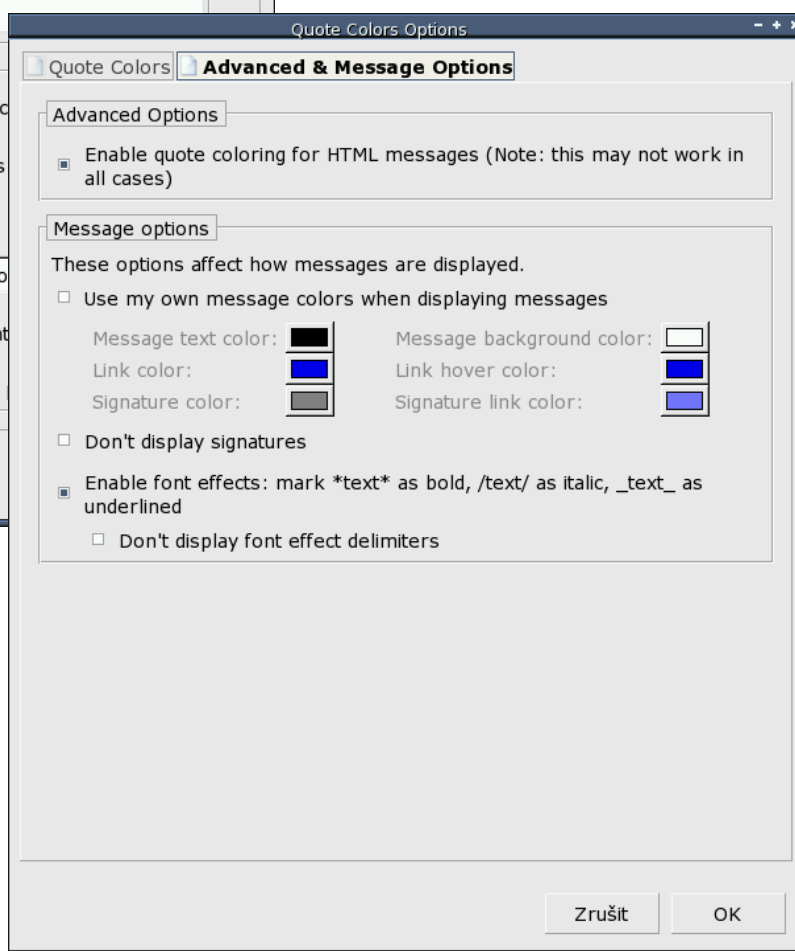 Quote Colors Options
Quote Colors
Advanced & Message Options
Advanced Options
Enable quote coloring for HTML messages (Note: this may not work in
all cases)
Message options
These options affect how messages are displayed.
Use my own message colors when displaying messages
Message text color:
Message background color:
Link color:
Link hover color:
Signature color:
Signature link color:
Don't display signatures
Enable font effects: mark *text* as bold, /text/ as italic, _text_ as
underlined
Don't display font effect delimiters
Zrušit
OK